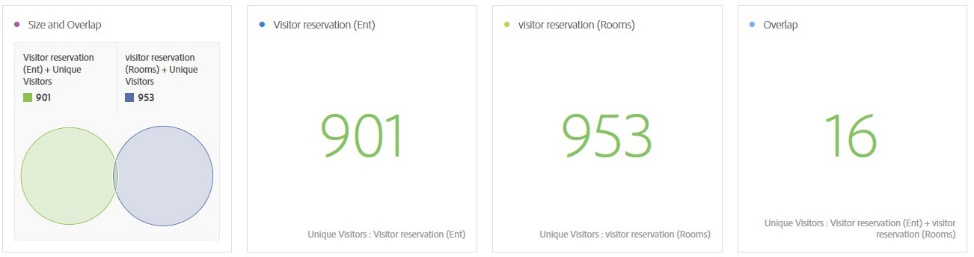 Size and Overlap
Visitor reservation
(Ent) + Unique
Visitors
901
visitor reservation
(Rooms) + Unique
Visitors
953
Visitor reservation (Ent)
901
Unique Visitors : Visitor reservation (Ent)
visitor reservation (Rooms)
953
Unique Visitors : visitor reservation (Rooms)
Overlap
16
Unique Visitors : Visitor reservation (Ent) + visitor
reservation (Rooms)